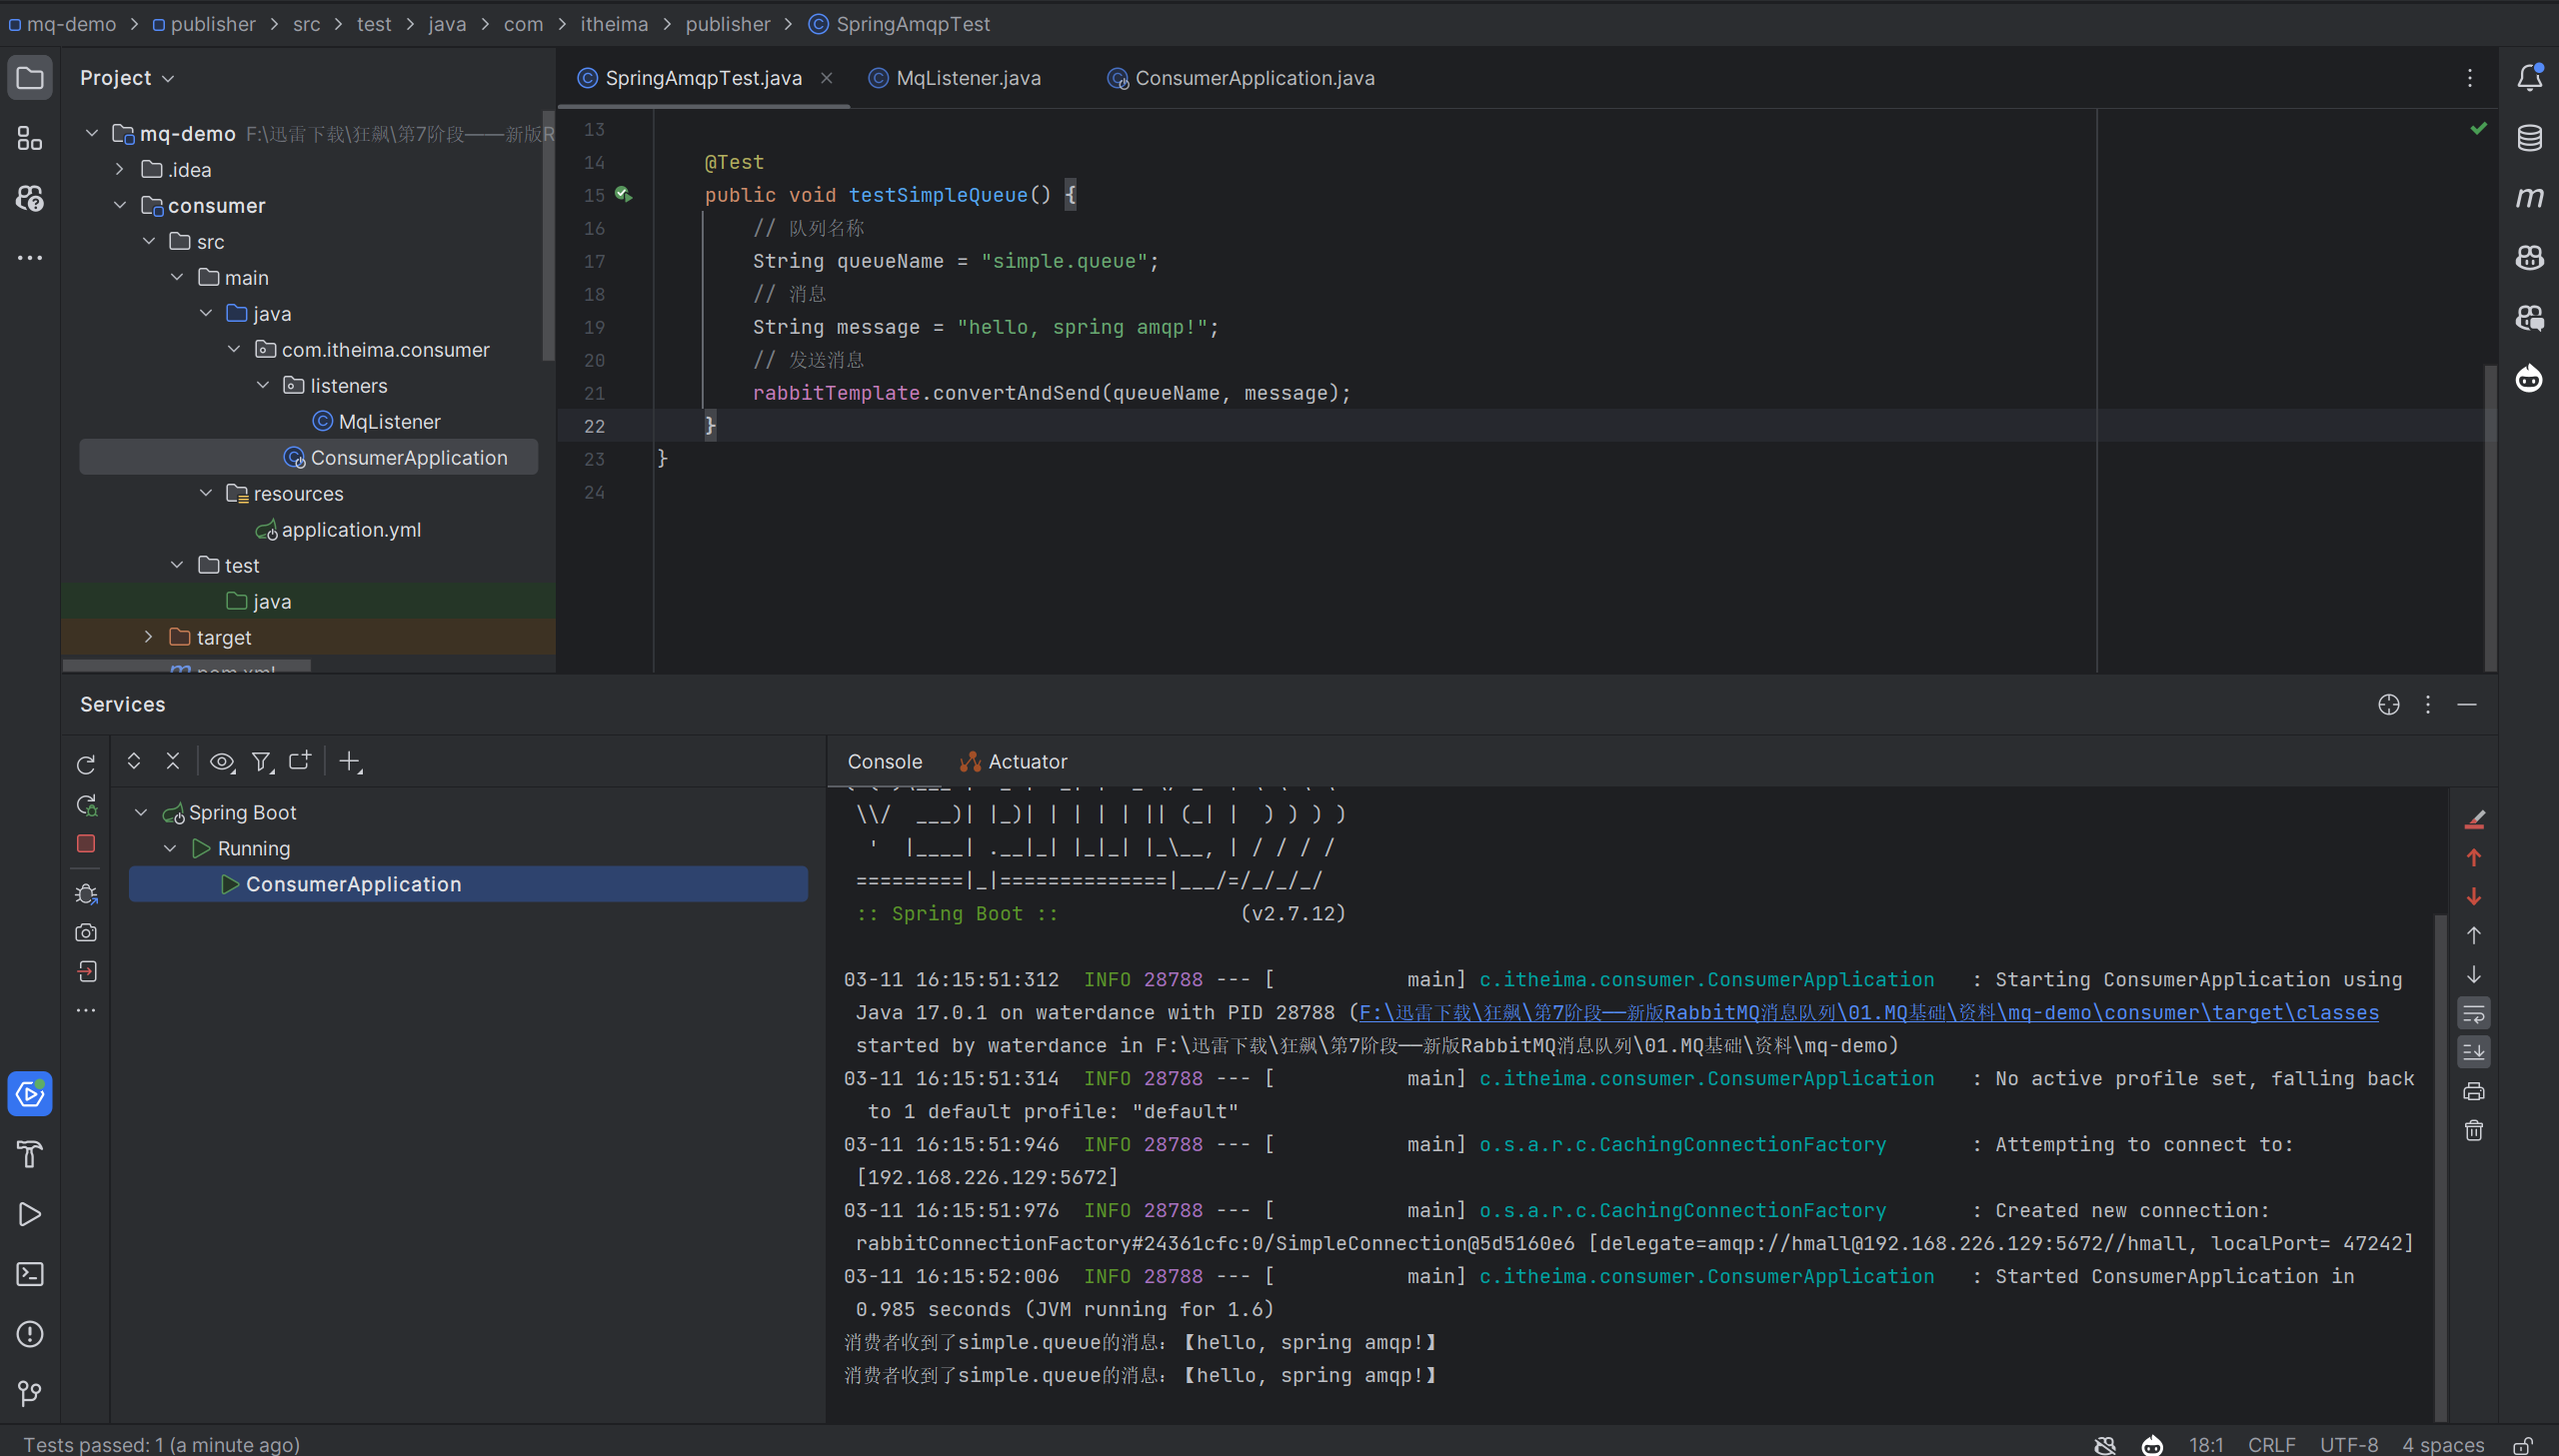 mq-demo > publisher > src > test > java > com > itheima > publisher > SpringAmqpTest
Project
mq-demo F:\迅雷下载\狂飙\第7阶段——新版R
.idea
consumer
src
main
java
com.itheima.consumer
listeners
MqListener
ConsumerApplication
resources
application.yml
test
java
target
pom.xml
SpringAmqpTest.java
MqListener.java
ConsumerApplication.java
13
14 @Test
15 public void testSimpleQueue() {
16 // 队列名称
17 String queueName = "simple.queue";
18 // 消息
19 String message = "hello, spring amqp!";
20 // 发送消息
21 rabbitTemplate.convertAndSend(queueName, message);
22 }
23 }
24
Services
Spring Boot
Running
ConsumerApplication
Console
Actuator
\\/  ___)| |_)| | | | | || (_| |  ) ) ) )
'  |____| .__|_| |_|_| |_\__, | / / / /
=========|_|==============|___/=/_/_/_/
:: Spring Boot :: (v2.7.12)
03-11 16:15:51:312  INFO 28788 --- [           main] c.itheima.consumer.ConsumerApplication   : Starting ConsumerApplication using
Java 17.0.1 on waterdance with PID 28788 (F:\迅雷下载\狂飙\第7阶段——新版RabbitMQ消息队列\01.MQ基础\资料\mq-demo\consumer\target\classes
started by waterdance in F:\迅雷下载\狂飙\第7阶段——新版RabbitMQ消息队列\01.MQ基础\资料\mq-demo)
03-11 16:15:51:314  INFO 28788 --- [           main] c.itheima.consumer.ConsumerApplication   : No active profile set, falling back
to 1 default profile: "default"
03-11 16:15:51:946  INFO 28788 --- [           main] o.s.a.r.c.CachingConnectionFactory       : Attempting to connect to:
[192.168.226.129:5672]
03-11 16:15:51:976  INFO 28788 --- [           main] o.s.a.r.c.CachingConnectionFactory       : Created new connection:
rabbitConnectionFactory#24361cfc:0/SimpleConnection@5d5160e6 [delegate=amqp://hmall@192.168.226.129:5672//hmall, localPort= 47242]
03-11 16:15:52:006  INFO 28788 --- [           main] c.itheima.consumer.ConsumerApplication   : Started ConsumerApplication in
0.985 seconds (JVM running for 1.6)
消费者收到了simple.queue的消息:【hello, spring amqp!】
消费者收到了simple.queue的消息:【hello, spring amqp!】
Tests passed: 1 (a minute ago)
18:1 CRLF UTF-8 4 spaces